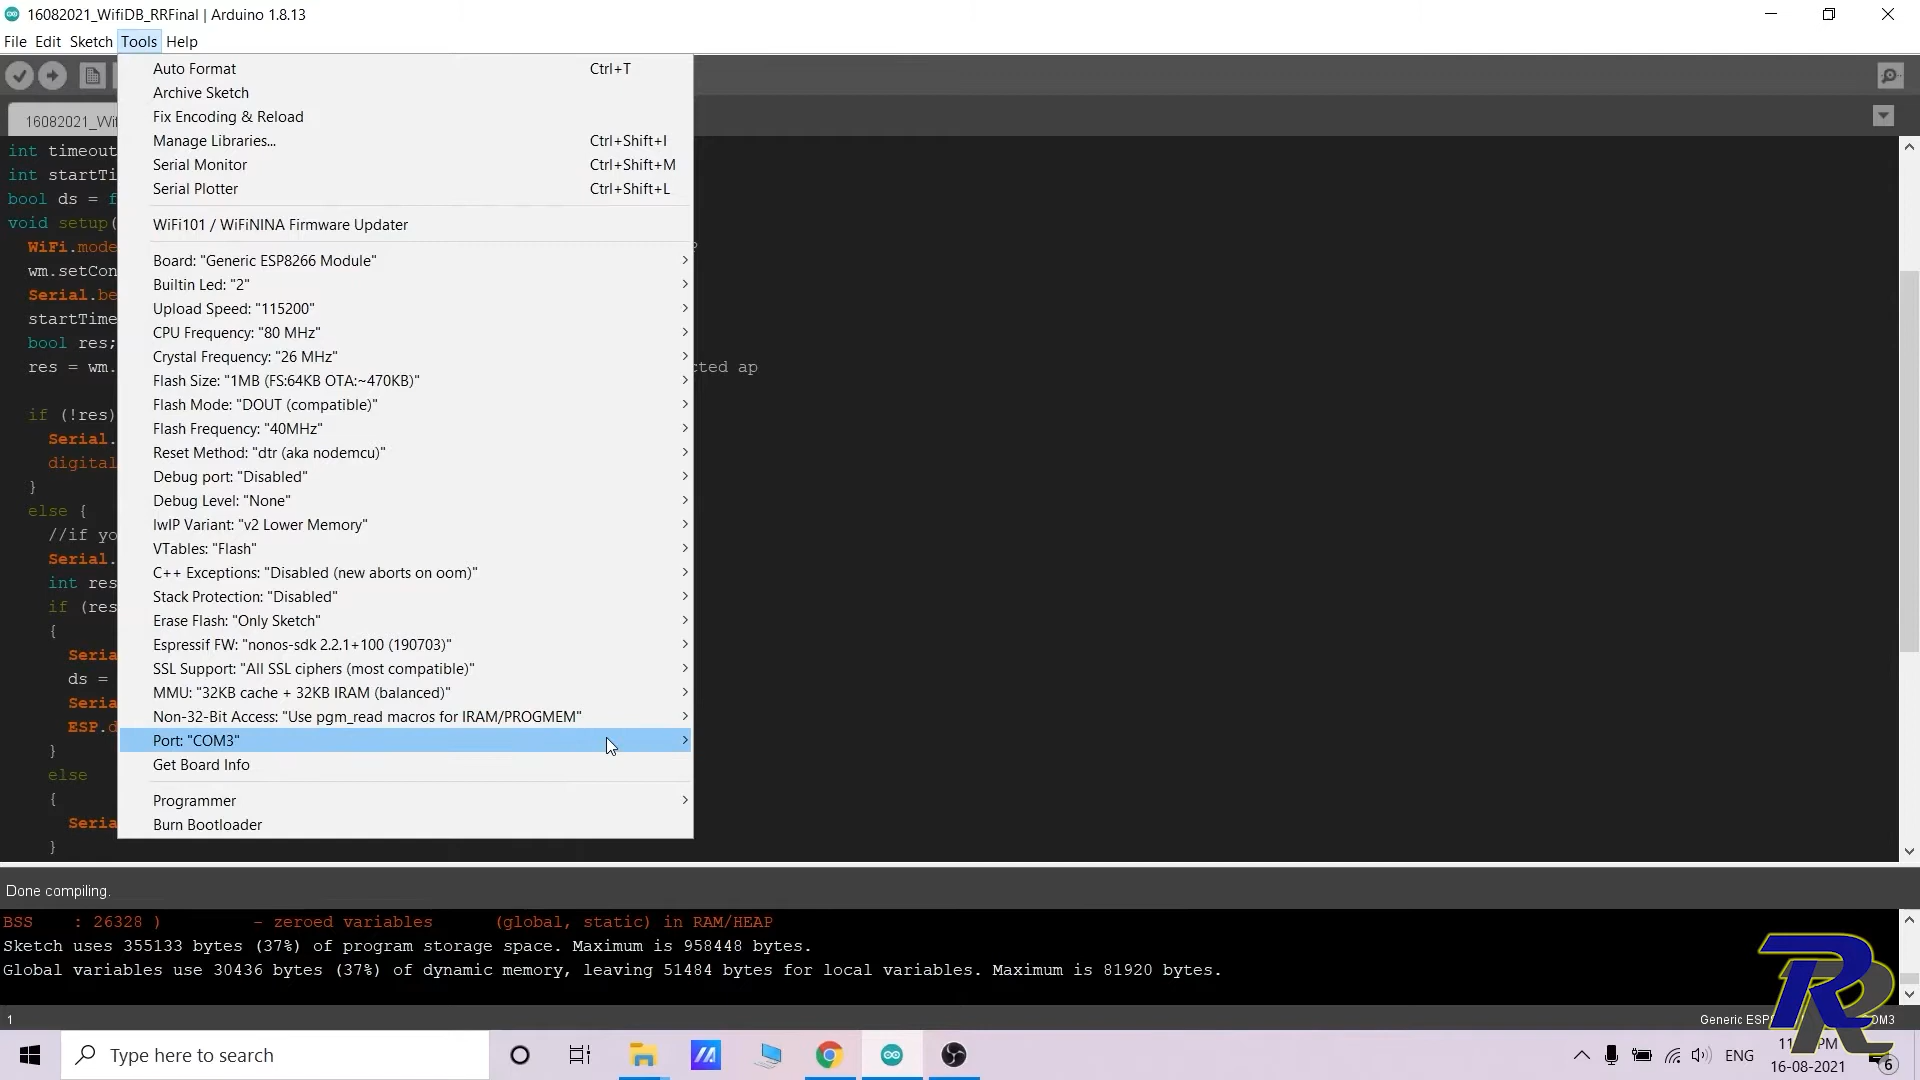 16082021_WifiDB_RRFinal | Arduino 1.8.13
File Edit Sketch Tools Help
Auto Format Ctrl+T
Archive Sketch
Fix Encoding & Reload
Manage Libraries... Ctrl+Shift+I
Serial Monitor Ctrl+Shift+M
Serial Plotter Ctrl+Shift+L
WiFi101 / WiFiNINA Firmware Updater
Board: "Generic ESP8266 Module"
Builtin Led: "2"
Upload Speed: "115200"
CPU Frequency: "80 MHz"
Crystal Frequency: "26 MHz"
Flash Size: "1MB (FS:64KB OTA:~470KB)"
Flash Mode: "DOUT (compatible)"
Flash Frequency: "40MHz"
Reset Method: "dtr (aka nodemcu)"
Debug port: "Disabled"
Debug Level: "None"
lwIP Variant: "v2 Lower Memory"
VTables: "Flash"
C++ Exceptions: "Disabled (new aborts on oom)"
Stack Protection: "Disabled"
Erase Flash: "Only Sketch"
Espressif FW: "nonos-sdk 2.2.1+100 (190703)"
SSL Support: "All SSL ciphers (most compatible)"
MMU: "32KB cache + 32KB IRAM (balanced)"
Non-32-Bit Access: "Use pgm_read macros for IRAM/PROGMEM"
Port: "COM3"
Get Board Info
Programmer
Burn Bootloader
16082021_Wif
int timeout
int startTi
bool ds = f
void setup(
WiFi.mode
wm.setCon
Serial.be
startTime
bool res;
res = wm. cted ap
if (!res)
Serial.
digital
}
else {
//if yo
Serial.
int res
if (res
{
Seria
ds =
Seria
ESP.d
}
else
{
Seria
}
Done compiling.
BSS : 26328 ) - zeroed variables (global, static) in RAM/HEAP
Sketch uses 355133 bytes (37%) of program storage space. Maximum is 958448 bytes.
Global variables use 30436 bytes (37%) of dynamic memory, leaving 51484 bytes for local variables. Maximum is 81920 bytes.
1 Generic ESP OM3
RR
Type here to search
ENG
11 PM
16-08-2021
6